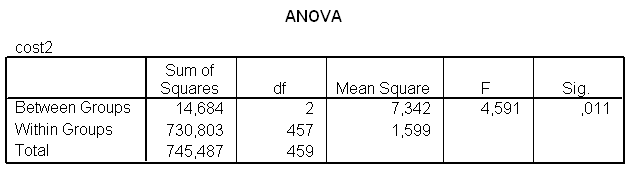 ANOVA
cost2
Sum of Squares df Mean Square F Sig.
Between Groups 14,684 2 7,342 4,591 ,011
Within Groups 730,803 457 1,599
Total 745,487 459